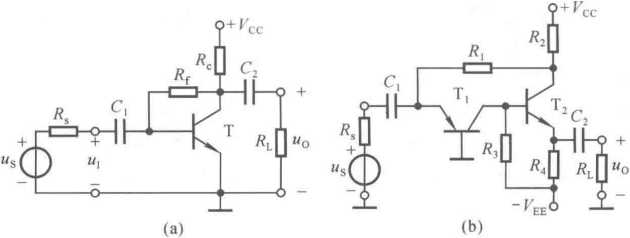 +V_CC
R_c
R_f
C_2
R_s
C_1
T
+
+
+
u_S
u_I
R_L
u_O
−
−
−
(a)
+V_CC
R_1
R_2
C_1
T_1
T_2
R_s
C_2
+
+
u_S
R_3
R_4
R_L
u_O
−
−
−V_EE
(b)